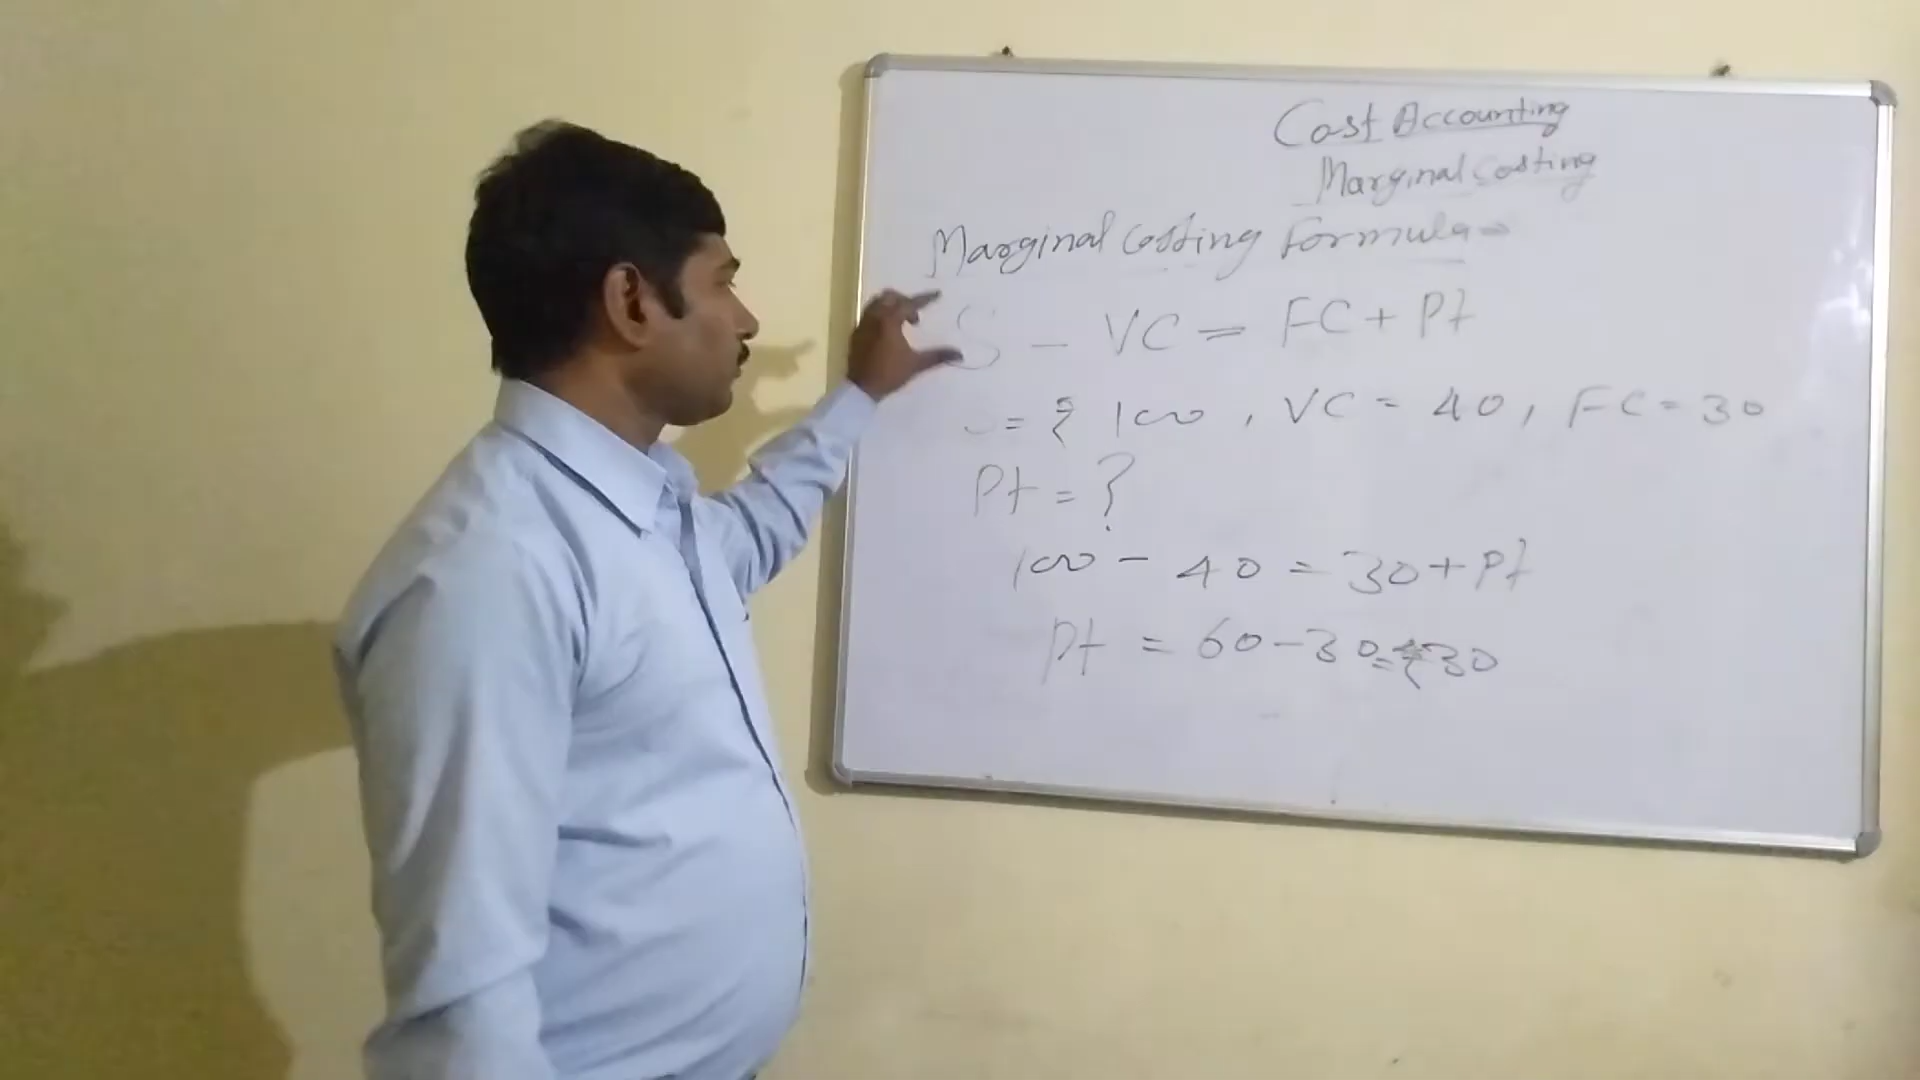 Cost Accounting
Marginal Costing
Marginal Costing Formulas
S - VC = FC + Pt
S = ₹ 100 , VC = 40 , FC = 30
Pt = ?
100 - 40 = 30 + Pt
Pt = 60 - 30 = ₹ 30